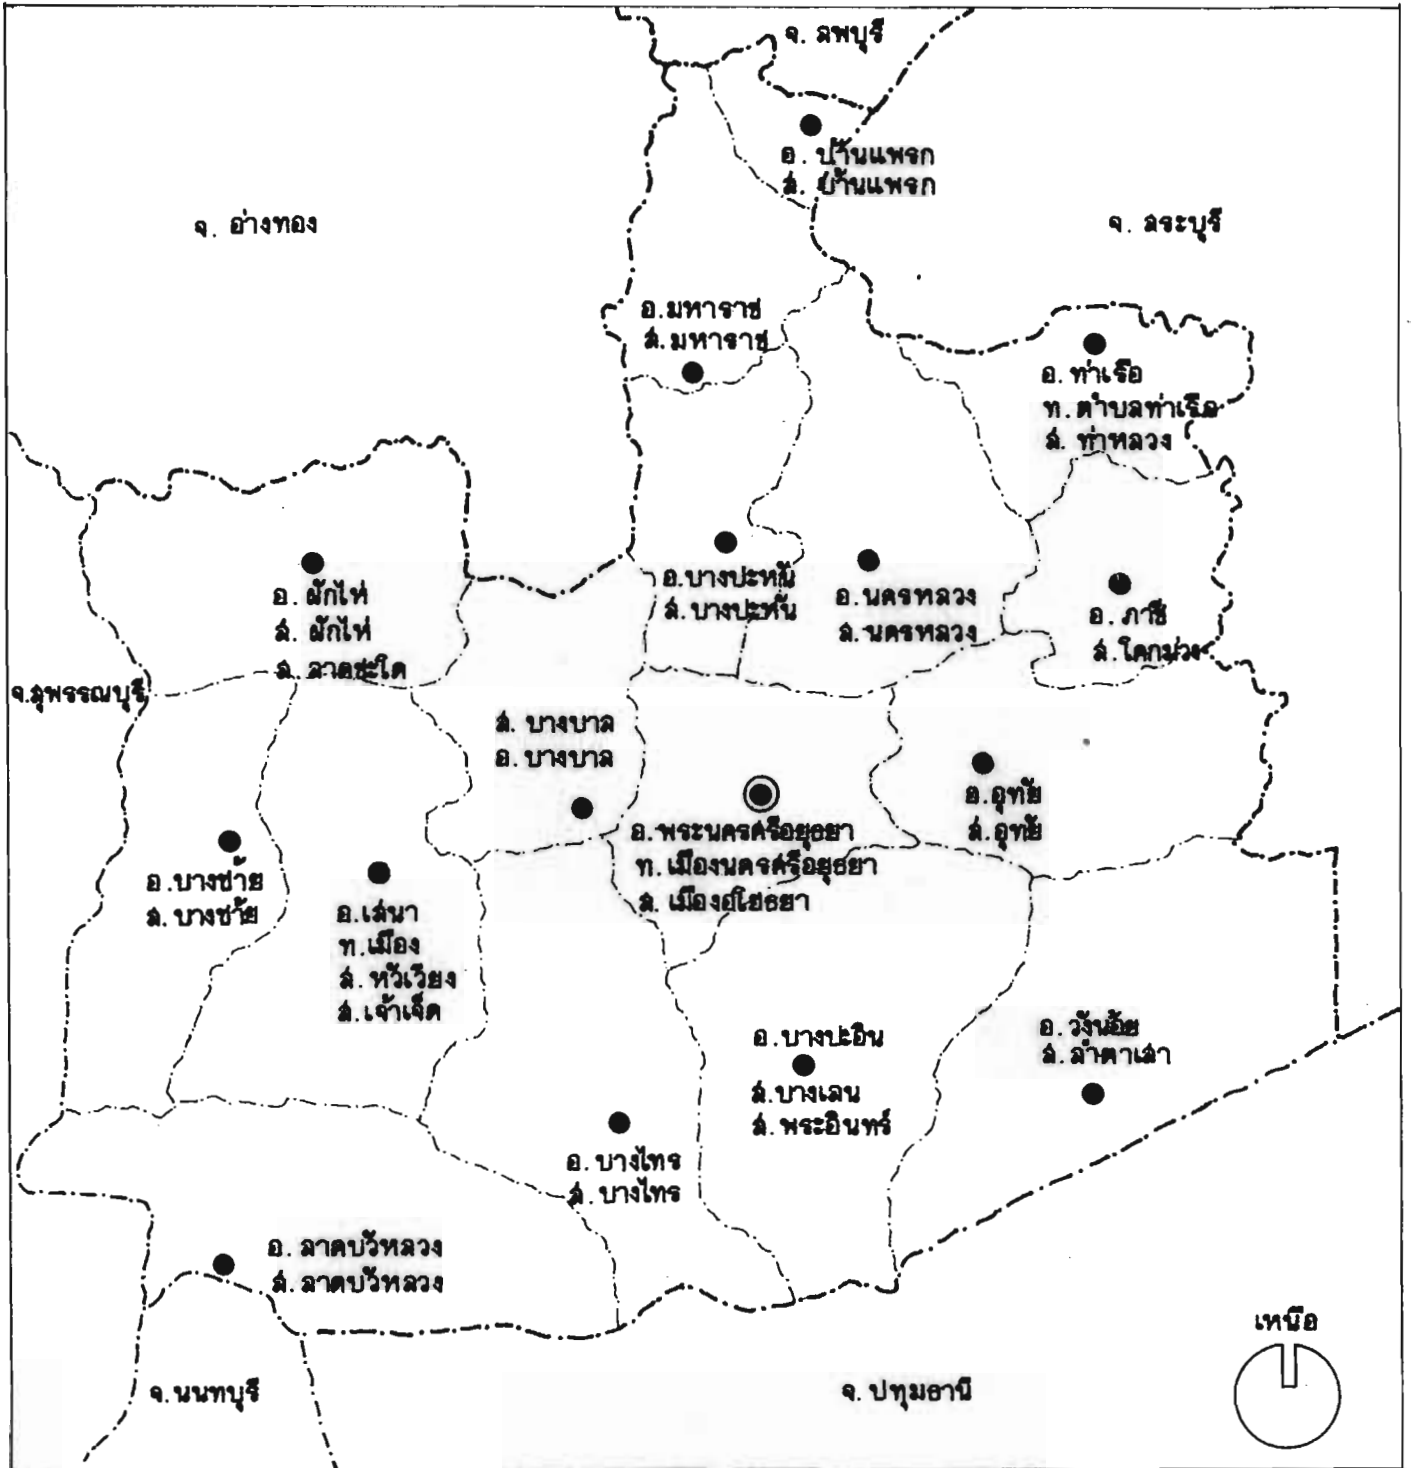 จ. ลพบุรี
อ. บ้านแพรก
ส. บ้านแพรก
จ. อ่างทอง
จ. สระบุรี
อ.มหาราช
ส.มหาราช
อ. ท่าเรือ
ท. ตำบลท่าเรือ
ส. ท่าหลวง
อ.บางปะหัน
ส.บางปะหัน
อ.นครหลวง
ส.นครหลวง
อ. ภาชี
ส. โคกม่วง
อ. ผักไห่
ส. ผักไห่
ส. ลาดชะโด
จ.สุพรรณบุรี
ส. บางบาล
อ. บางบาล
อ.อุทัย
ส.อุทัย
อ. พระนครศรีอยุธยา
ท. เมืองนครศรีอยุธยา
ส. เมืองอโยธยา
อ. บางซ้าย
ส. บางซ้าย
อ.เสนา
ท.เมือง
ส. หัวเวียง
ส.เจ้าเจ็ด
อ. บางปะอิน
ส.บางเลน
ส. พระอินทร์
อ. วังน้อย
ส. ลำตาเสา
อ. บางไทร
ส. บางไทร
อ. ลาดบัวหลวง
ส. ลาดบัวหลวง
เหนือ
จ. นนทบุรี
จ. ปทุมธานี